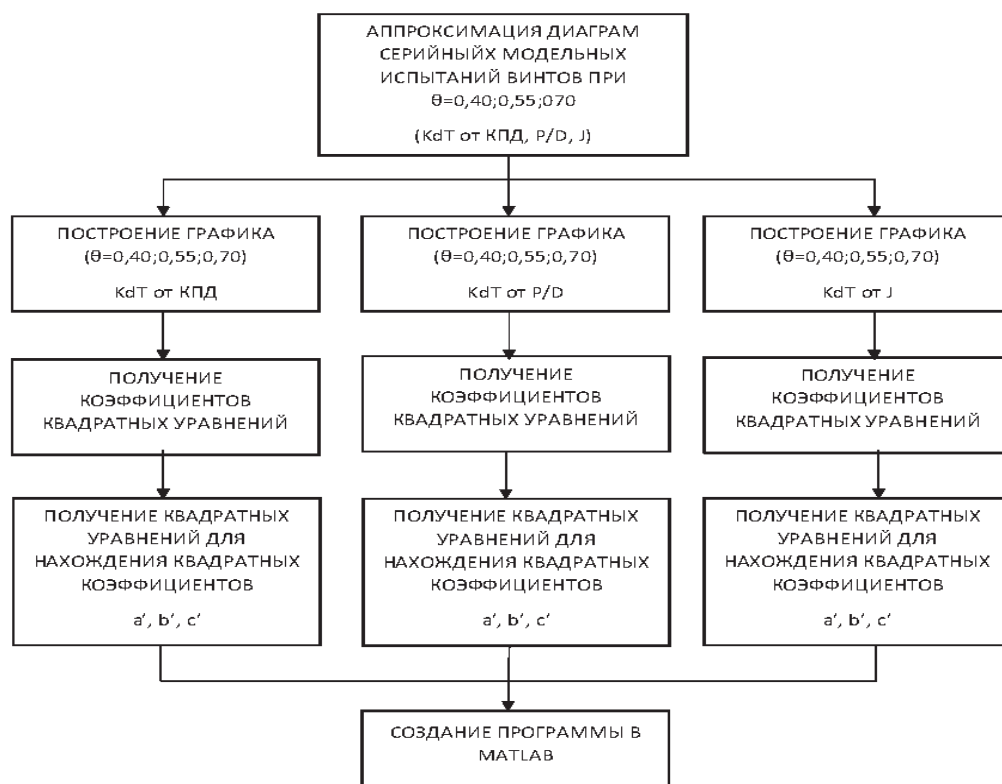 АППРОКСИМАЦИЯ ДИАГРАМ
СЕРИЙНЫЙХ МОДЕЛЬНЫХ
ИСПЫТАНИЙ ВИНТОВ ПРИ
θ=0,40;0,55;070
(KdT от КПД, P/D, J)
ПОСТРОЕНИЕ ГРАФИКА
(θ=0,40;0,55;0,70)
KdT от КПД
ПОСТРОЕНИЕ ГРАФИКА
(θ=0,40;0,55;0,70)
KdT от P/D
ПОСТРОЕНИЕ ГРАФИКА
(θ=0,40;0,55;0,70)
KdT от J
ПОЛУЧЕНИЕ
КОЭФФИЦИЕНТОВ
КВАДРАТНЫХ УРАВНЕНИЙ
ПОЛУЧЕНИЕ
КОЭФФИЦИЕНТОВ
КВАДРАТНЫХ УРАВНЕНИЙ
ПОЛУЧЕНИЕ
КОЭФФИЦИЕНТОВ
КВАДРАТНЫХ УРАВНЕНИЙ
ПОЛУЧЕНИЕ КВАДРАТНЫХ
УРАВНЕНИЙ ДЛЯ
НАХОЖДЕНИЯ КВАДРАТНЫХ
КОЭФФИЦИЕНТОВ
a’, b’, c’
ПОЛУЧЕНИЕ КВАДРАТНЫХ
УРАВНЕНИЙ ДЛЯ
НАХОЖДЕНИЯ КВАДРАТНЫХ
КОЭФФИЦИЕНТОВ
a’, b’, c’
ПОЛУЧЕНИЕ КВАДРАТНЫХ
УРАВНЕНИЙ ДЛЯ
НАХОЖДЕНИЯ КВАДРАТНЫХ
КОЭФФИЦИЕНТОВ
a’, b’, c’
СОЗДАНИЕ ПРОГРАММЫ В
MATLAB